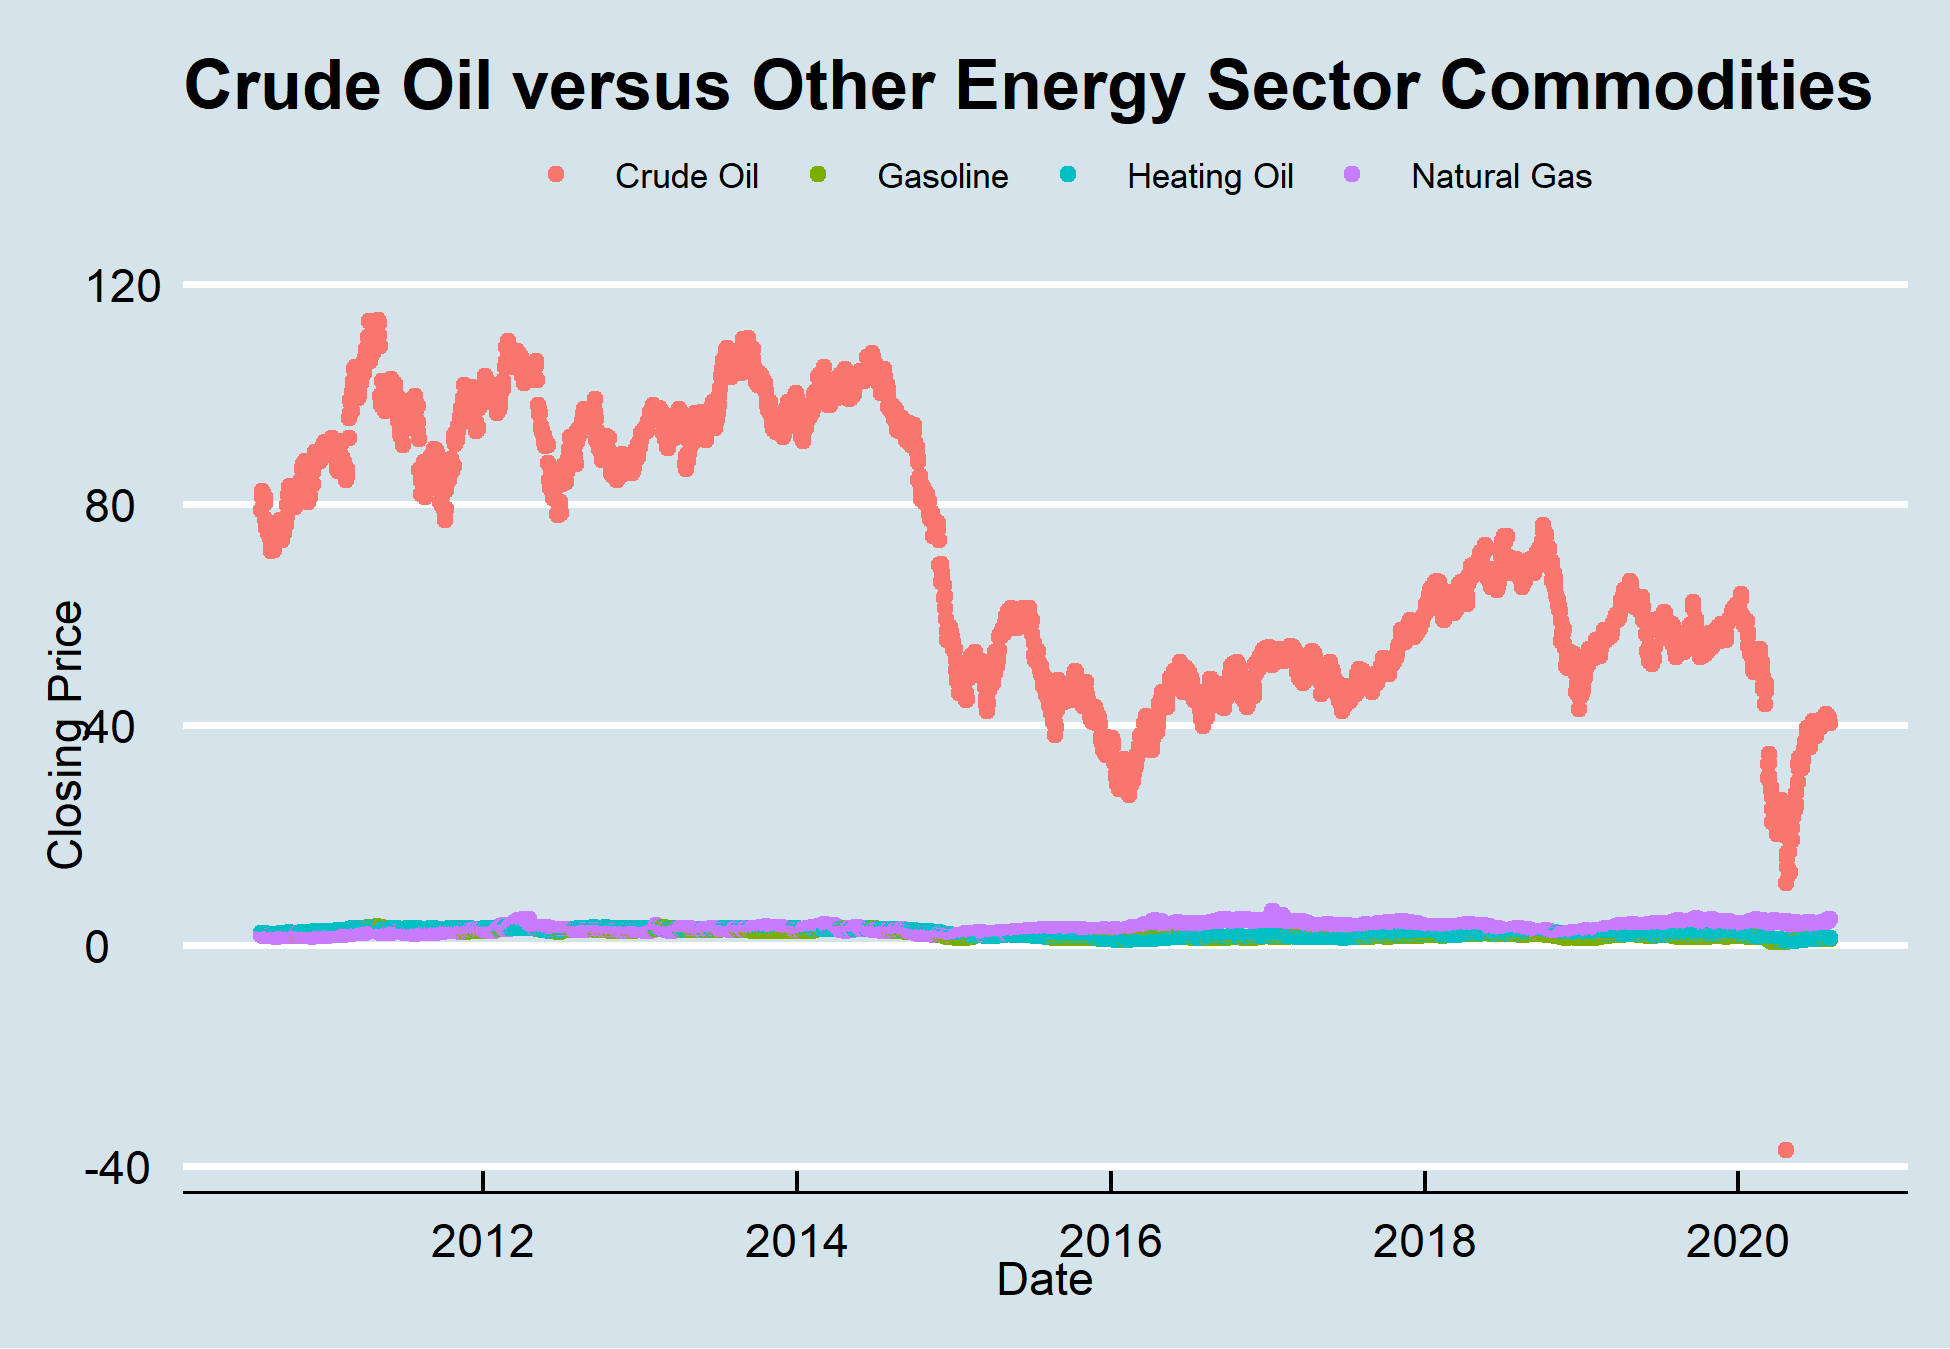 Crude Oil versus Other Energy Sector Commodities
Crude Oil Gasoline Heating Oil Natural Gas
120
80
40
0
-40
Closing Price
2012 2014 2016 2018 2020
Date